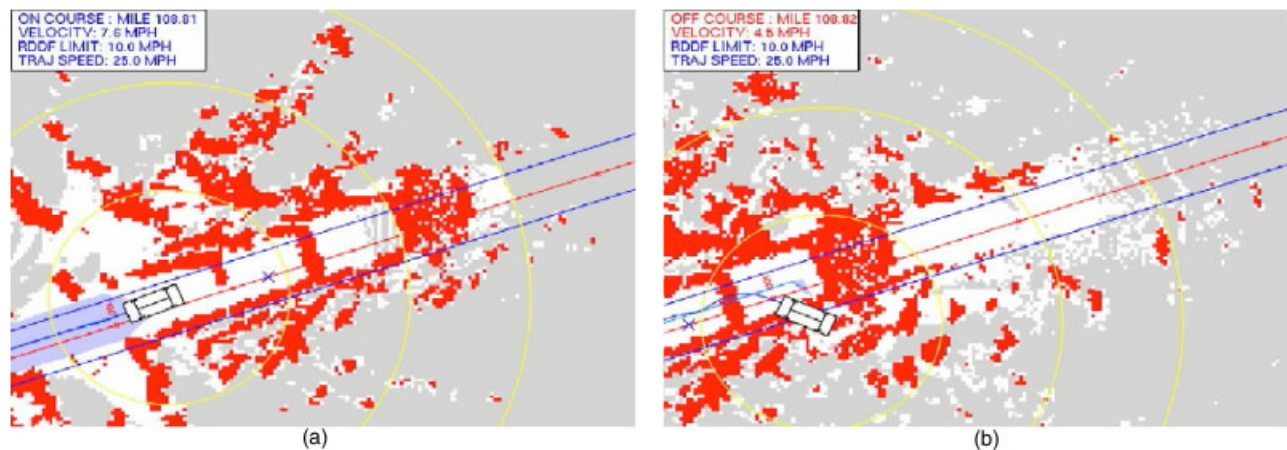 ON COURSE : MILE 108.81
VELOCITY: 7.6 MPH
RDDF LIMIT: 10.0 MPH
TRAJ SPEED: 25.0 MPH
OFF COURSE : MILE 108.82
VELOCITY: 4.5 MPH
RDDF LIMIT: 10.0 MPH
TRAJ SPEED: 25.0 MPH
(a)
(b)